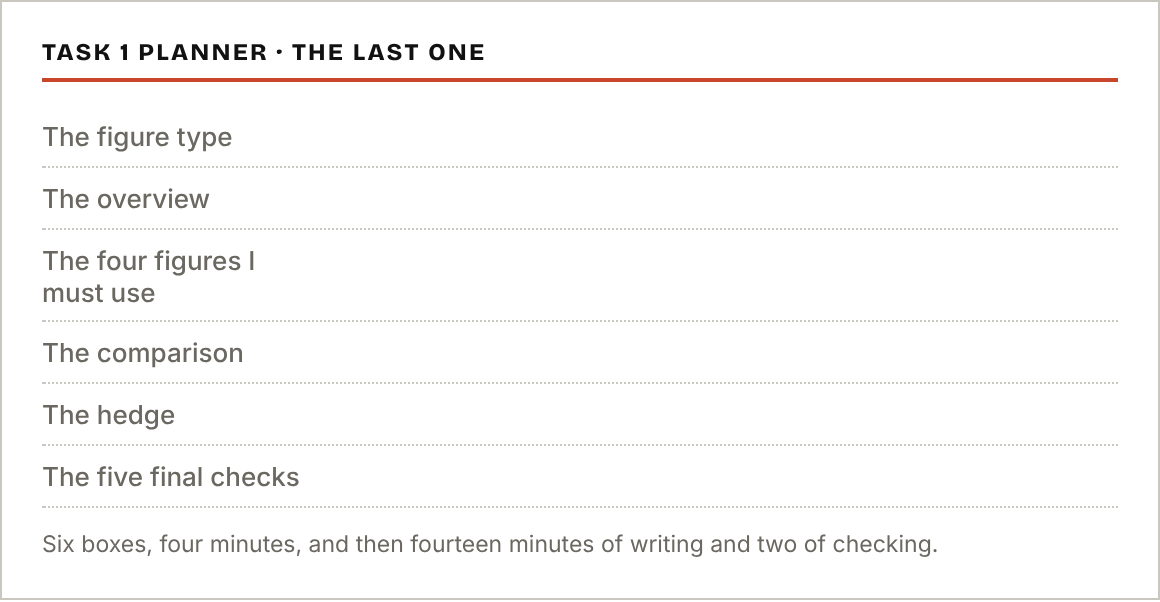 TASK 1 PLANNER · THE LAST ONE
The figure type
The overview
The four figures I
must use
The comparison
The hedge
The five final checks
Six boxes, four minutes, and then fourteen minutes of writing and two of checking.